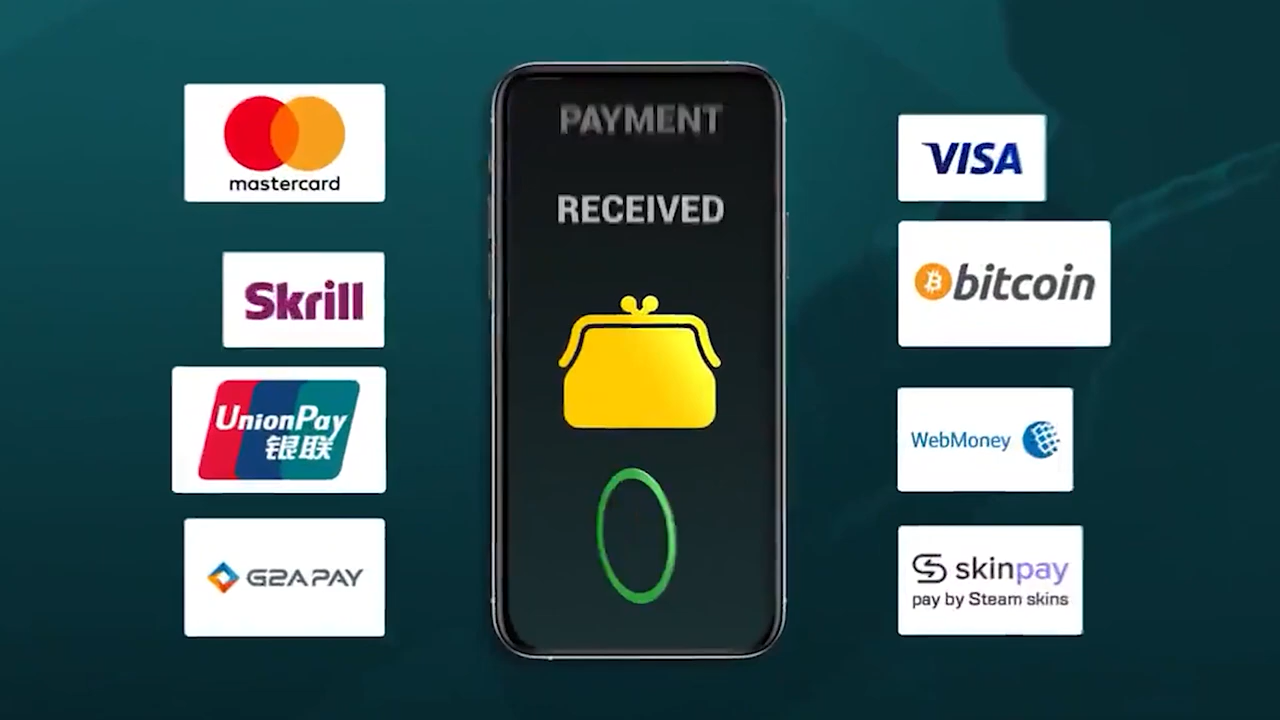 mastercard
Skrill
UnionPay
银联
G2A PAY
PAYMENT
RECEIVED
VISA
bitcoin
WebMoney
skinpay
pay by Steam skins